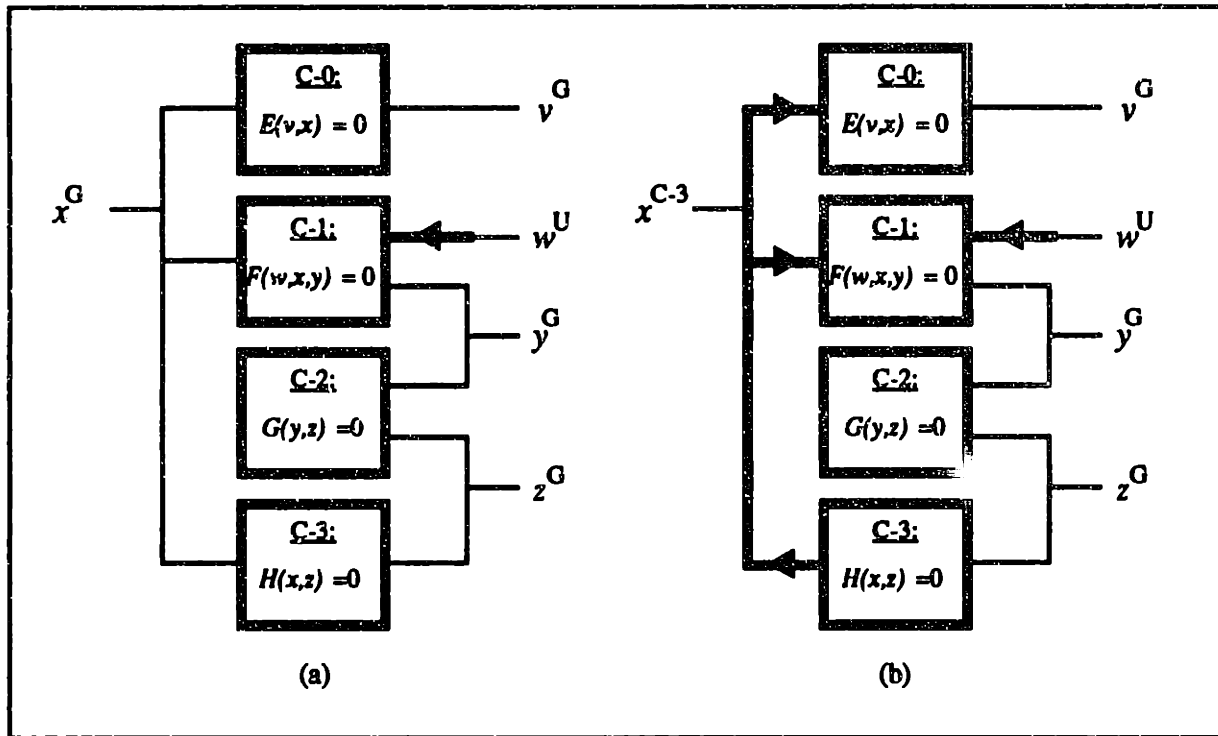 C-0:
E(v,x) = 0
v^G
x^G
C-1:
F(w,x,y) = 0
w^U
y^G
C-2:
G(y,z) =0
z^G
C-3:
H(x,z) =0
(a)
C-0:
E(v,x) = 0
v^G
x^C-3
C-1:
F(w,x,y) = 0
w^U
y^G
C-2:
G(y,z) =0
z^G
C-3:
H(x,z) =0
(b)